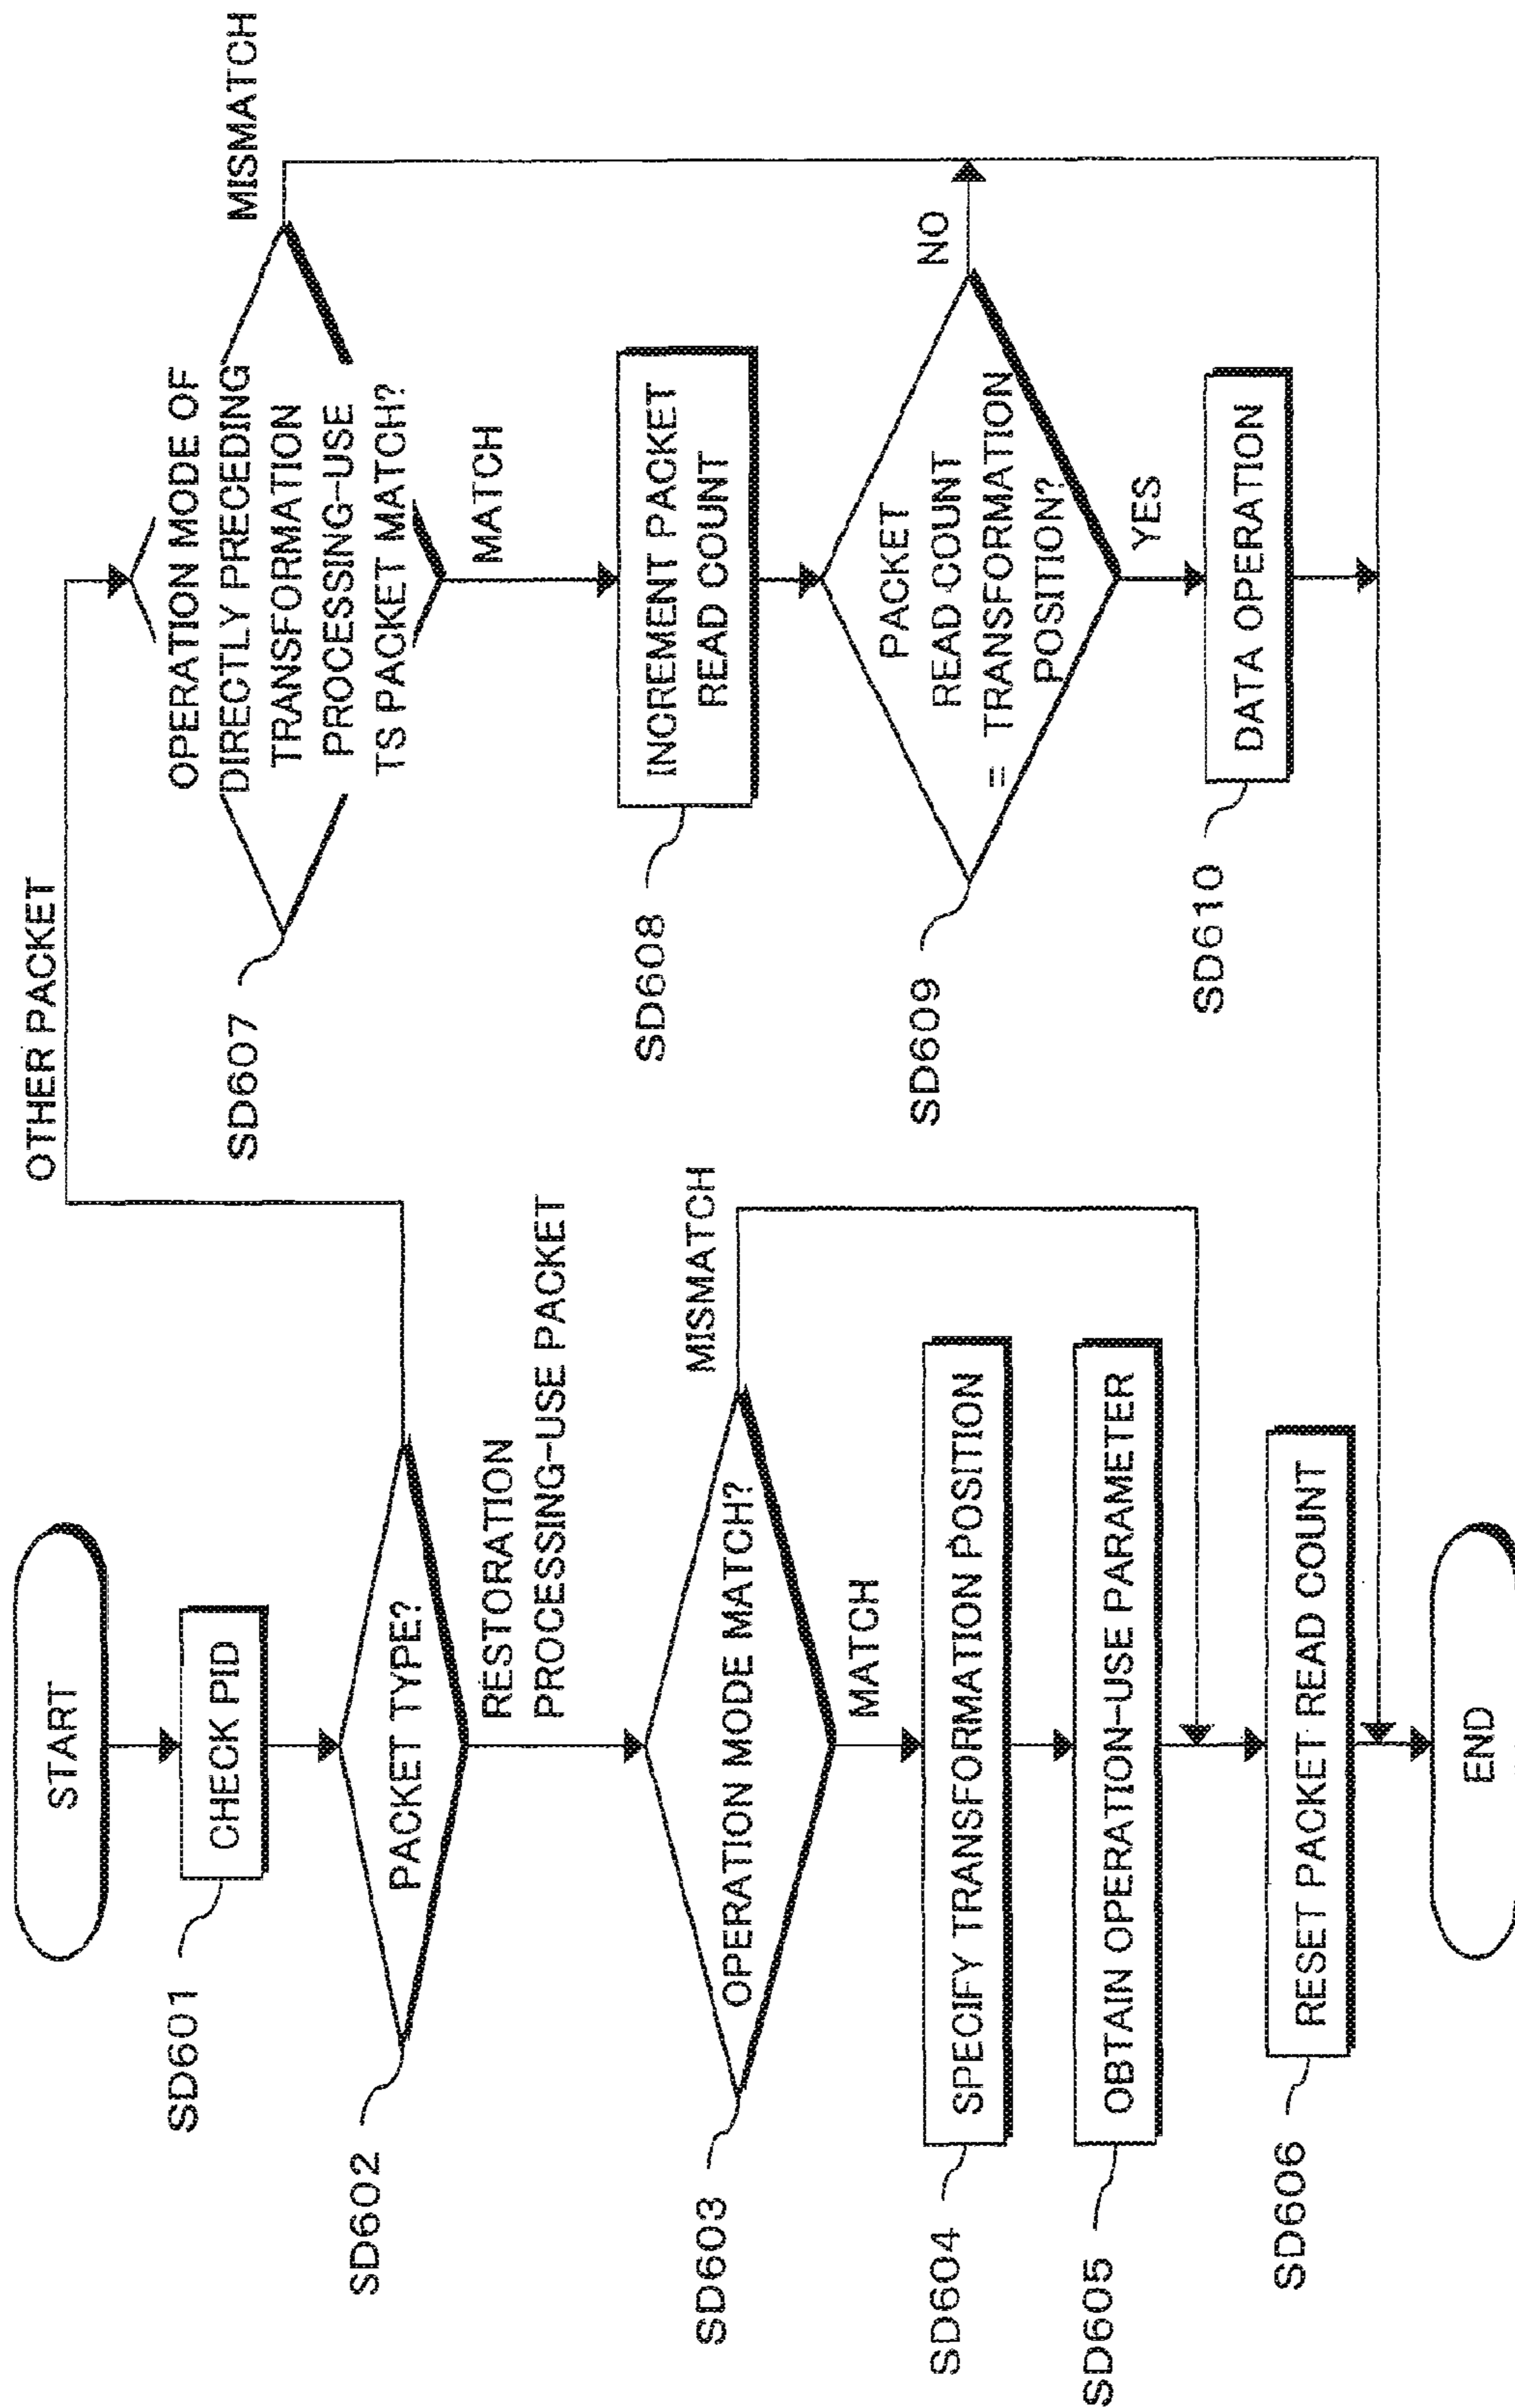 START
SD601
CHECK PID
SD602
PACKET TYPE?
OTHER PACKET
RESTORATION
PROCESSING-USE PACKET
SD603
OPERATION MODE MATCH?
MISMATCH
MATCH
SD604
SPECIFY TRANSFORMATION POSITION
SD605
OBTAIN OPERATION-USE PARAMETER
SD606
RESET PACKET READ COUNT
END
SD607
OPERATION MODE OF
DIRECTLY PRECEDING
TRANSFORMATION
PROCESSING-USE
TS PACKET MATCH?
MISMATCH
MATCH
SD608
INCREMENT PACKET
READ COUNT
SD609
PACKET
READ COUNT
= TRANSFORMATION
POSITION?
NO
YES
SD610
DATA OPERATION